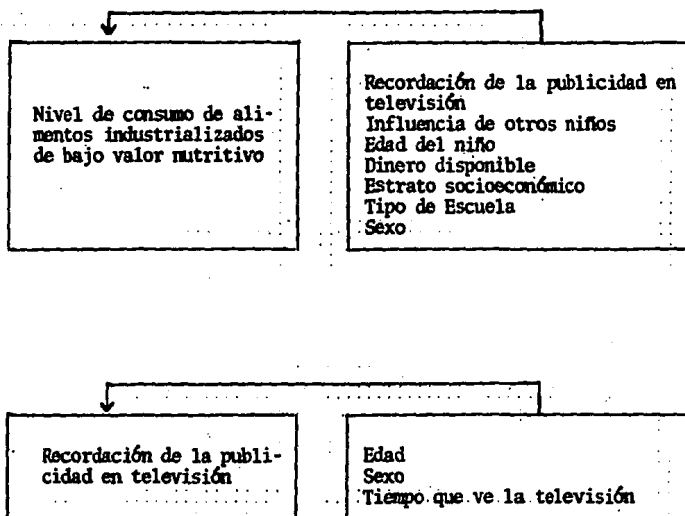 Nivel de consumo de ali-
mentos industrializados
de bajo valor nutritivo
Recordación de la publicidad en
televisión
Influencia de otros niños
Edad del niño
Dinero disponible
Estrato socioeconómico
Tipo de Escuela
Sexo
Recordación de la publi-
cidad en televisión
Edad
Sexo
Tiempo que ve la televisión